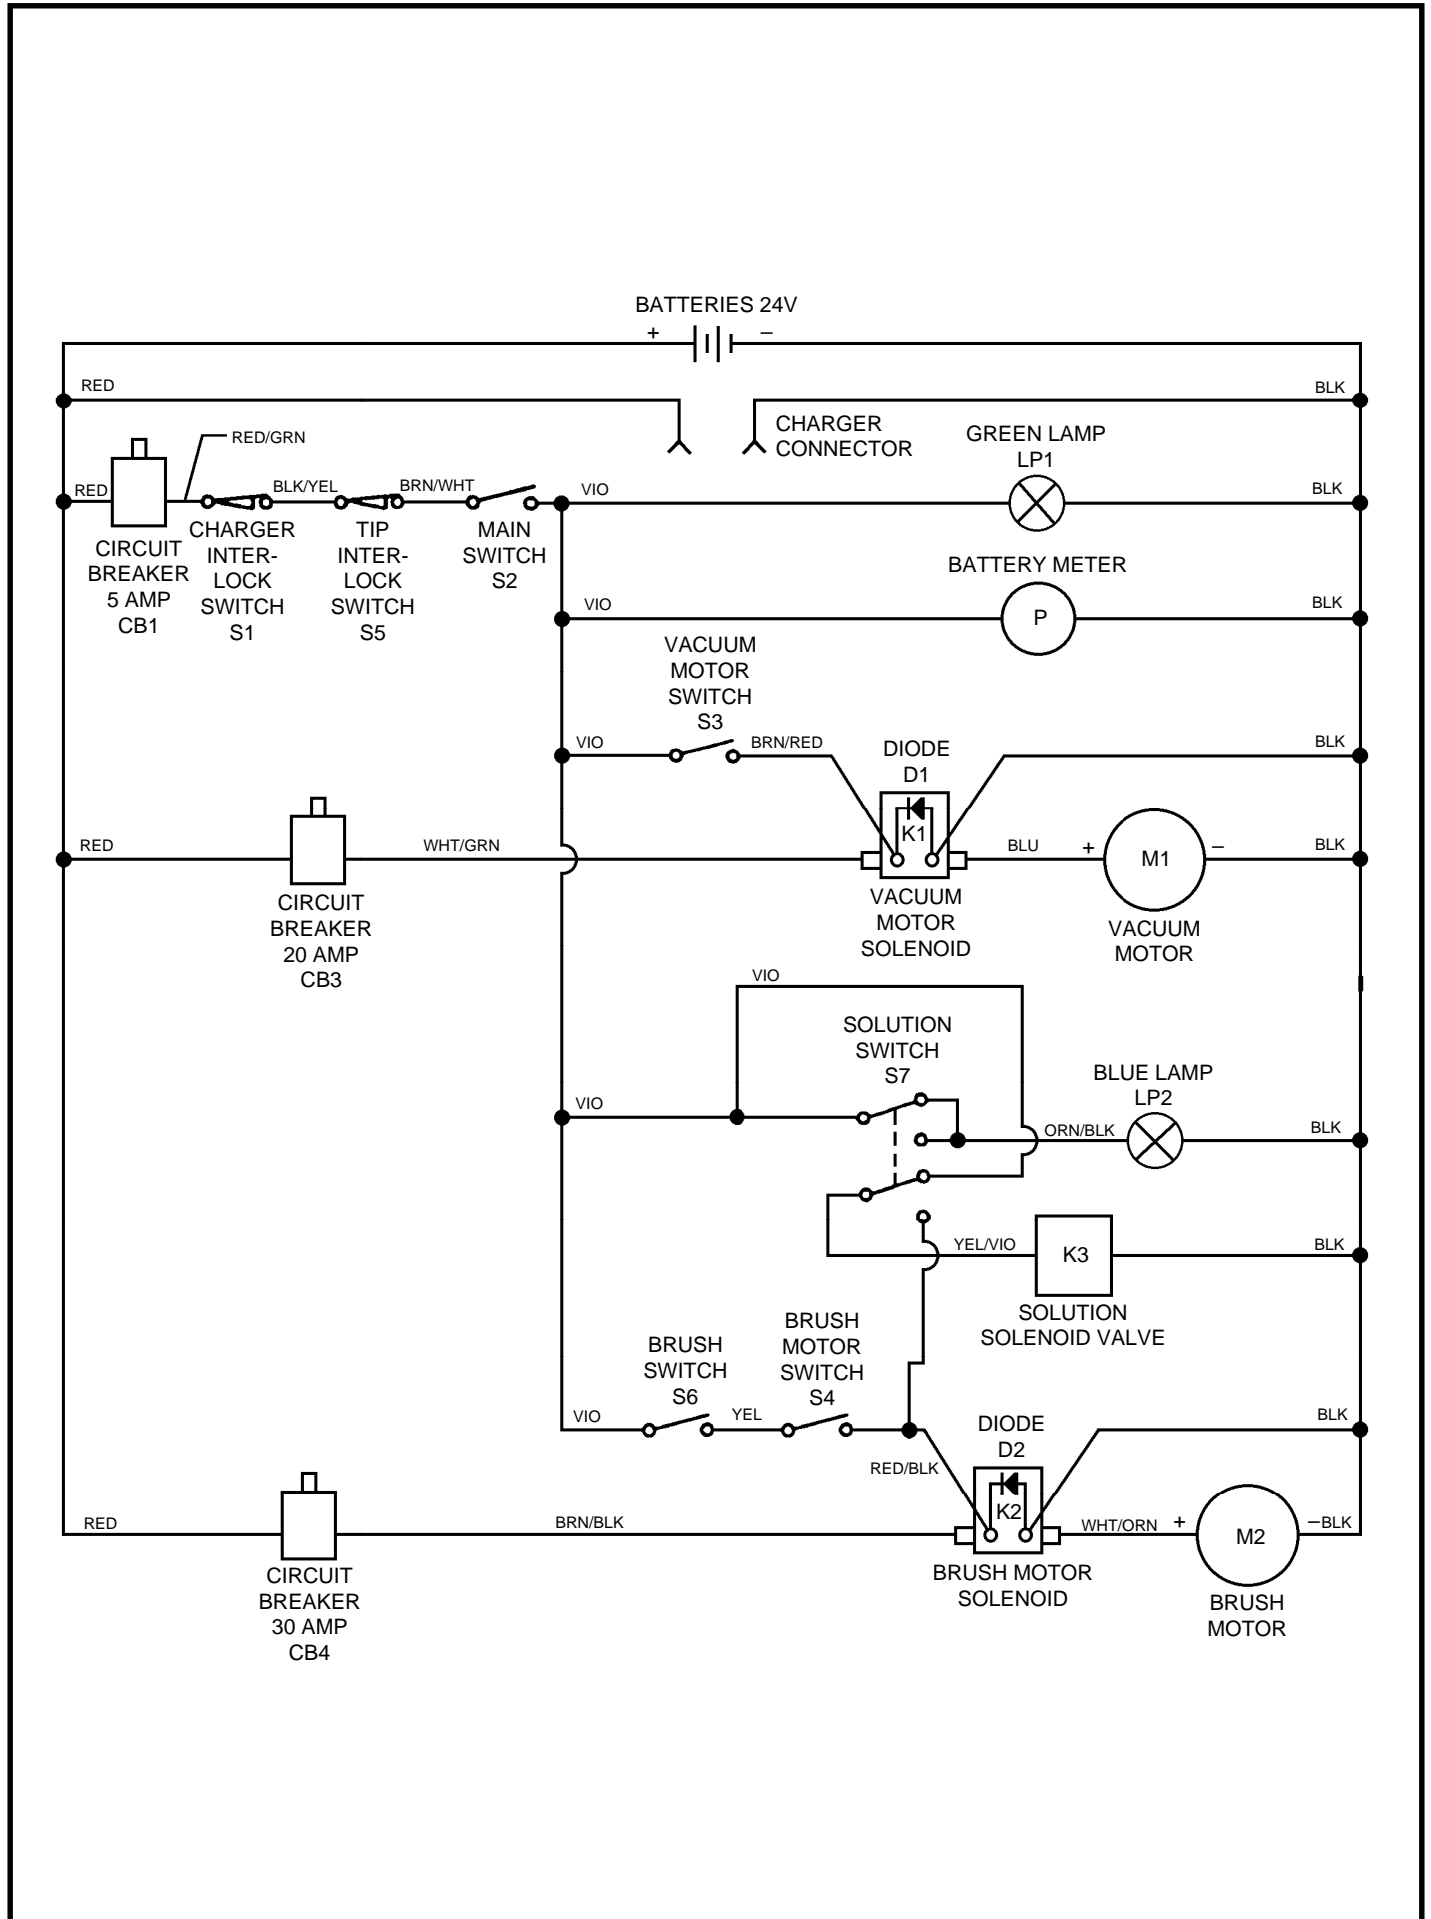 BATTERIES 24V
+ –
RED
BLK
CHARGER
CONNECTOR
RED/GRN
GREEN LAMP
LP1
RED
BLK/YEL
BRN/WHT
VIO
BLK
CIRCUIT
BREAKER
5 AMP
CB1
CHARGER
INTER-
LOCK
SWITCH
S1
TIP
INTER-
LOCK
SWITCH
S5
MAIN
SWITCH
S2
BATTERY METER
VIO
P
BLK
VACUUM
MOTOR
SWITCH
S3
VIO
BRN/RED
DIODE
D1
BLK
K1
RED
WHT/GRN
BLU
+
M1
–
BLK
CIRCUIT
BREAKER
20 AMP
CB3
VACUUM
MOTOR
SOLENOID
VACUUM
MOTOR
VIO
SOLUTION
SWITCH
S7
BLUE LAMP
LP2
VIO
ORN/BLK
BLK
YEL/VIO
K3
BLK
SOLUTION
SOLENOID VALVE
BRUSH
SWITCH
S6
BRUSH
MOTOR
SWITCH
S4
VIO
YEL
DIODE
D2
BLK
RED/BLK
K2
RED
BRN/BLK
WHT/ORN
+
M2
–BLK
CIRCUIT
BREAKER
30 AMP
CB4
BRUSH MOTOR
SOLENOID
BRUSH
MOTOR